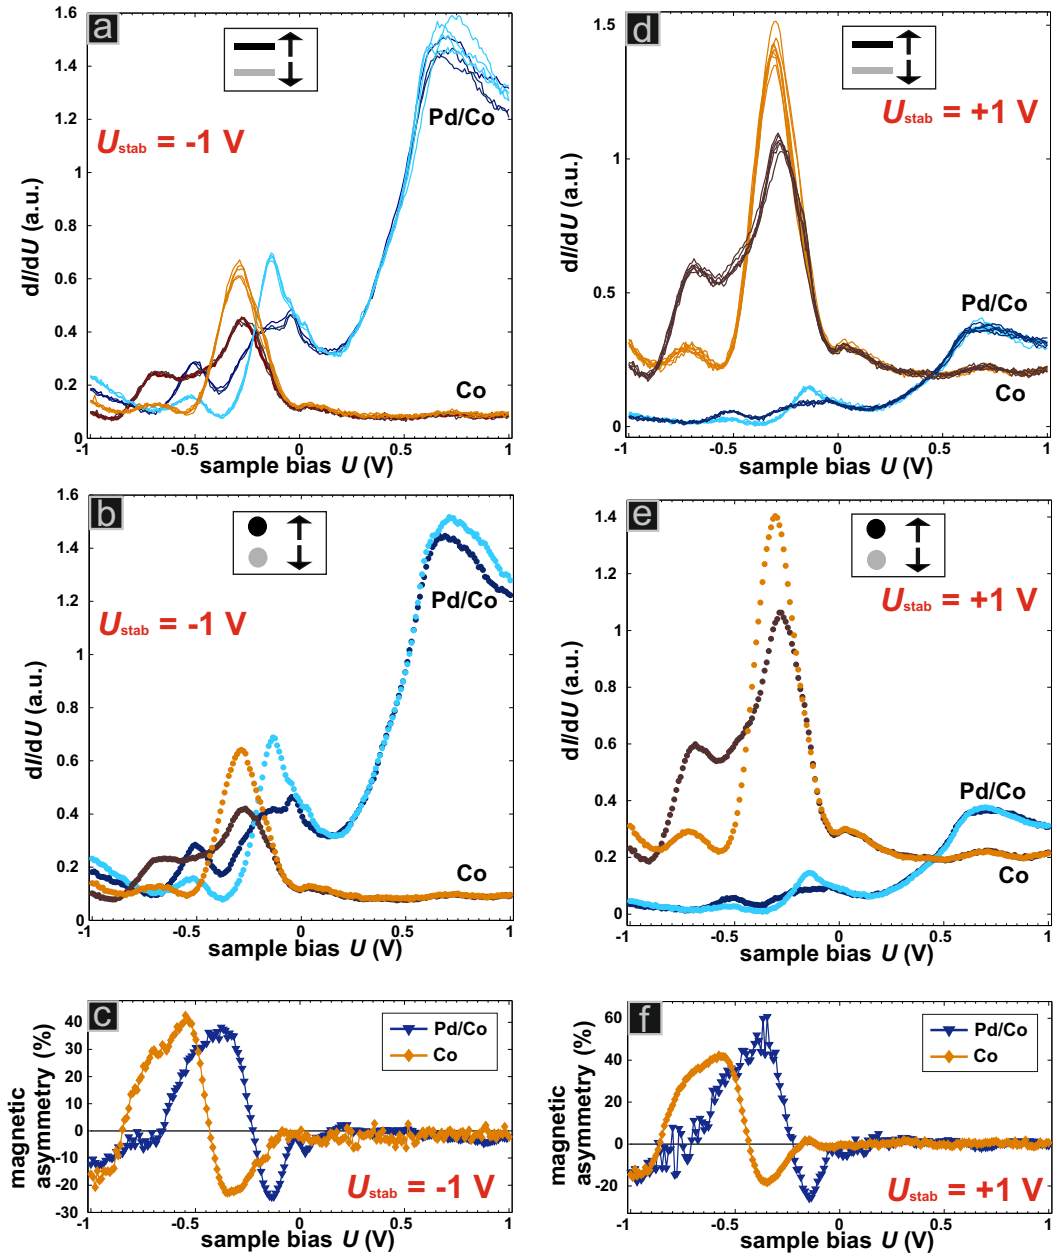 a
1.6
1.4
1.2
1
0.8
0.6
0.4
0.2
0
dI/dU (a.u.)
U stab = -1 V
Pd/Co
Co
-1
-0.5
0
0.5
1
sample bias U (V)
d
1.5
1
0.5
0
dI/dU (a.u.)
U stab = +1 V
Pd/Co
Co
-1
-0.5
0
0.5
1
sample bias U (V)
b
1.6
1.4
1.2
1
0.8
0.6
0.4
0.2
0
dI/dU (a.u.)
U stab = -1 V
Pd/Co
Co
-1
-0.5
0
0.5
1
sample bias U (V)
e
1.4
1.2
1
0.8
0.6
0.4
0.2
0
dI/dU (a.u.)
U stab = +1 V
Pd/Co
Co
-1
-0.5
0
0.5
1
sample bias U (V)
c
40
30
20
10
0
-10
-20
-30
magnetic
asymmetry (%)
Pd/Co
Co
U stab = -1 V
-1
-0.5
0
0.5
1
sample bias U (V)
f
60
40
20
0
-20
magnetic
asymmetry (%)
Pd/Co
Co
U stab = +1 V
-1
-0.5
0
0.5
1
sample bias U (V)